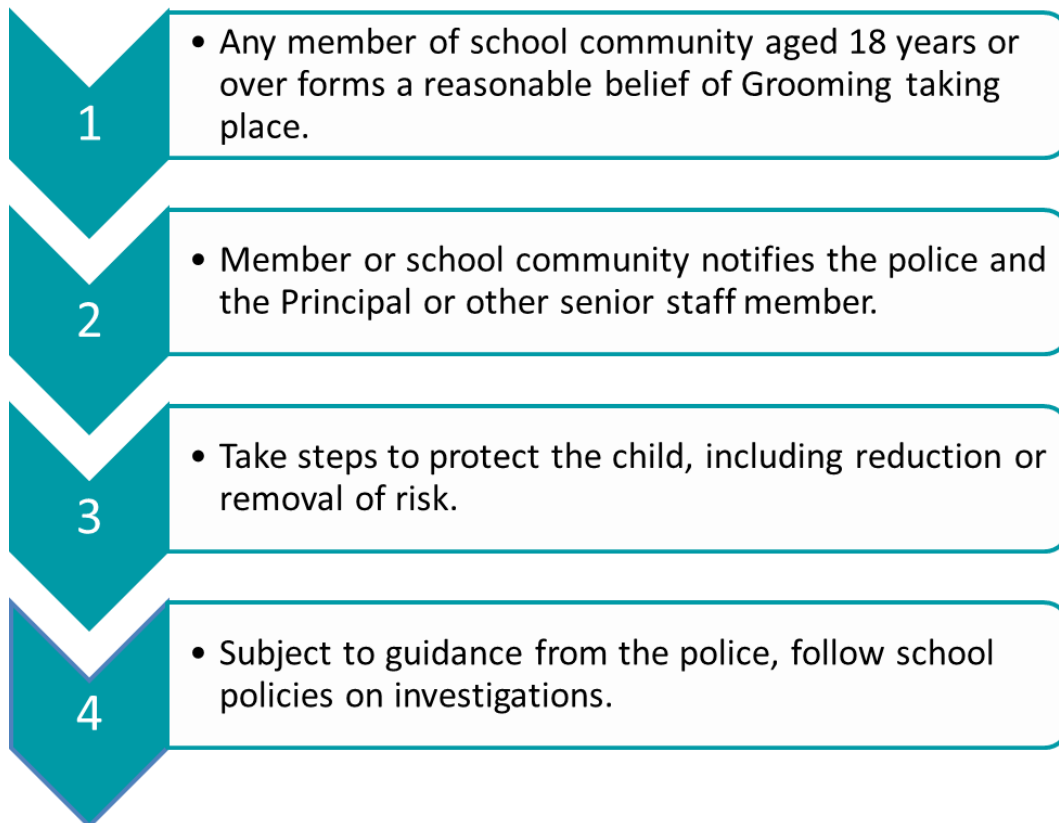 1
• Any member of school community aged 18 years or
over forms a reasonable belief of Grooming taking
place.
2
• Member or school community notifies the police and
the Principal or other senior staff member.
3
• Take steps to protect the child, including reduction or
removal of risk.
4
• Subject to guidance from the police, follow school
policies on investigations.